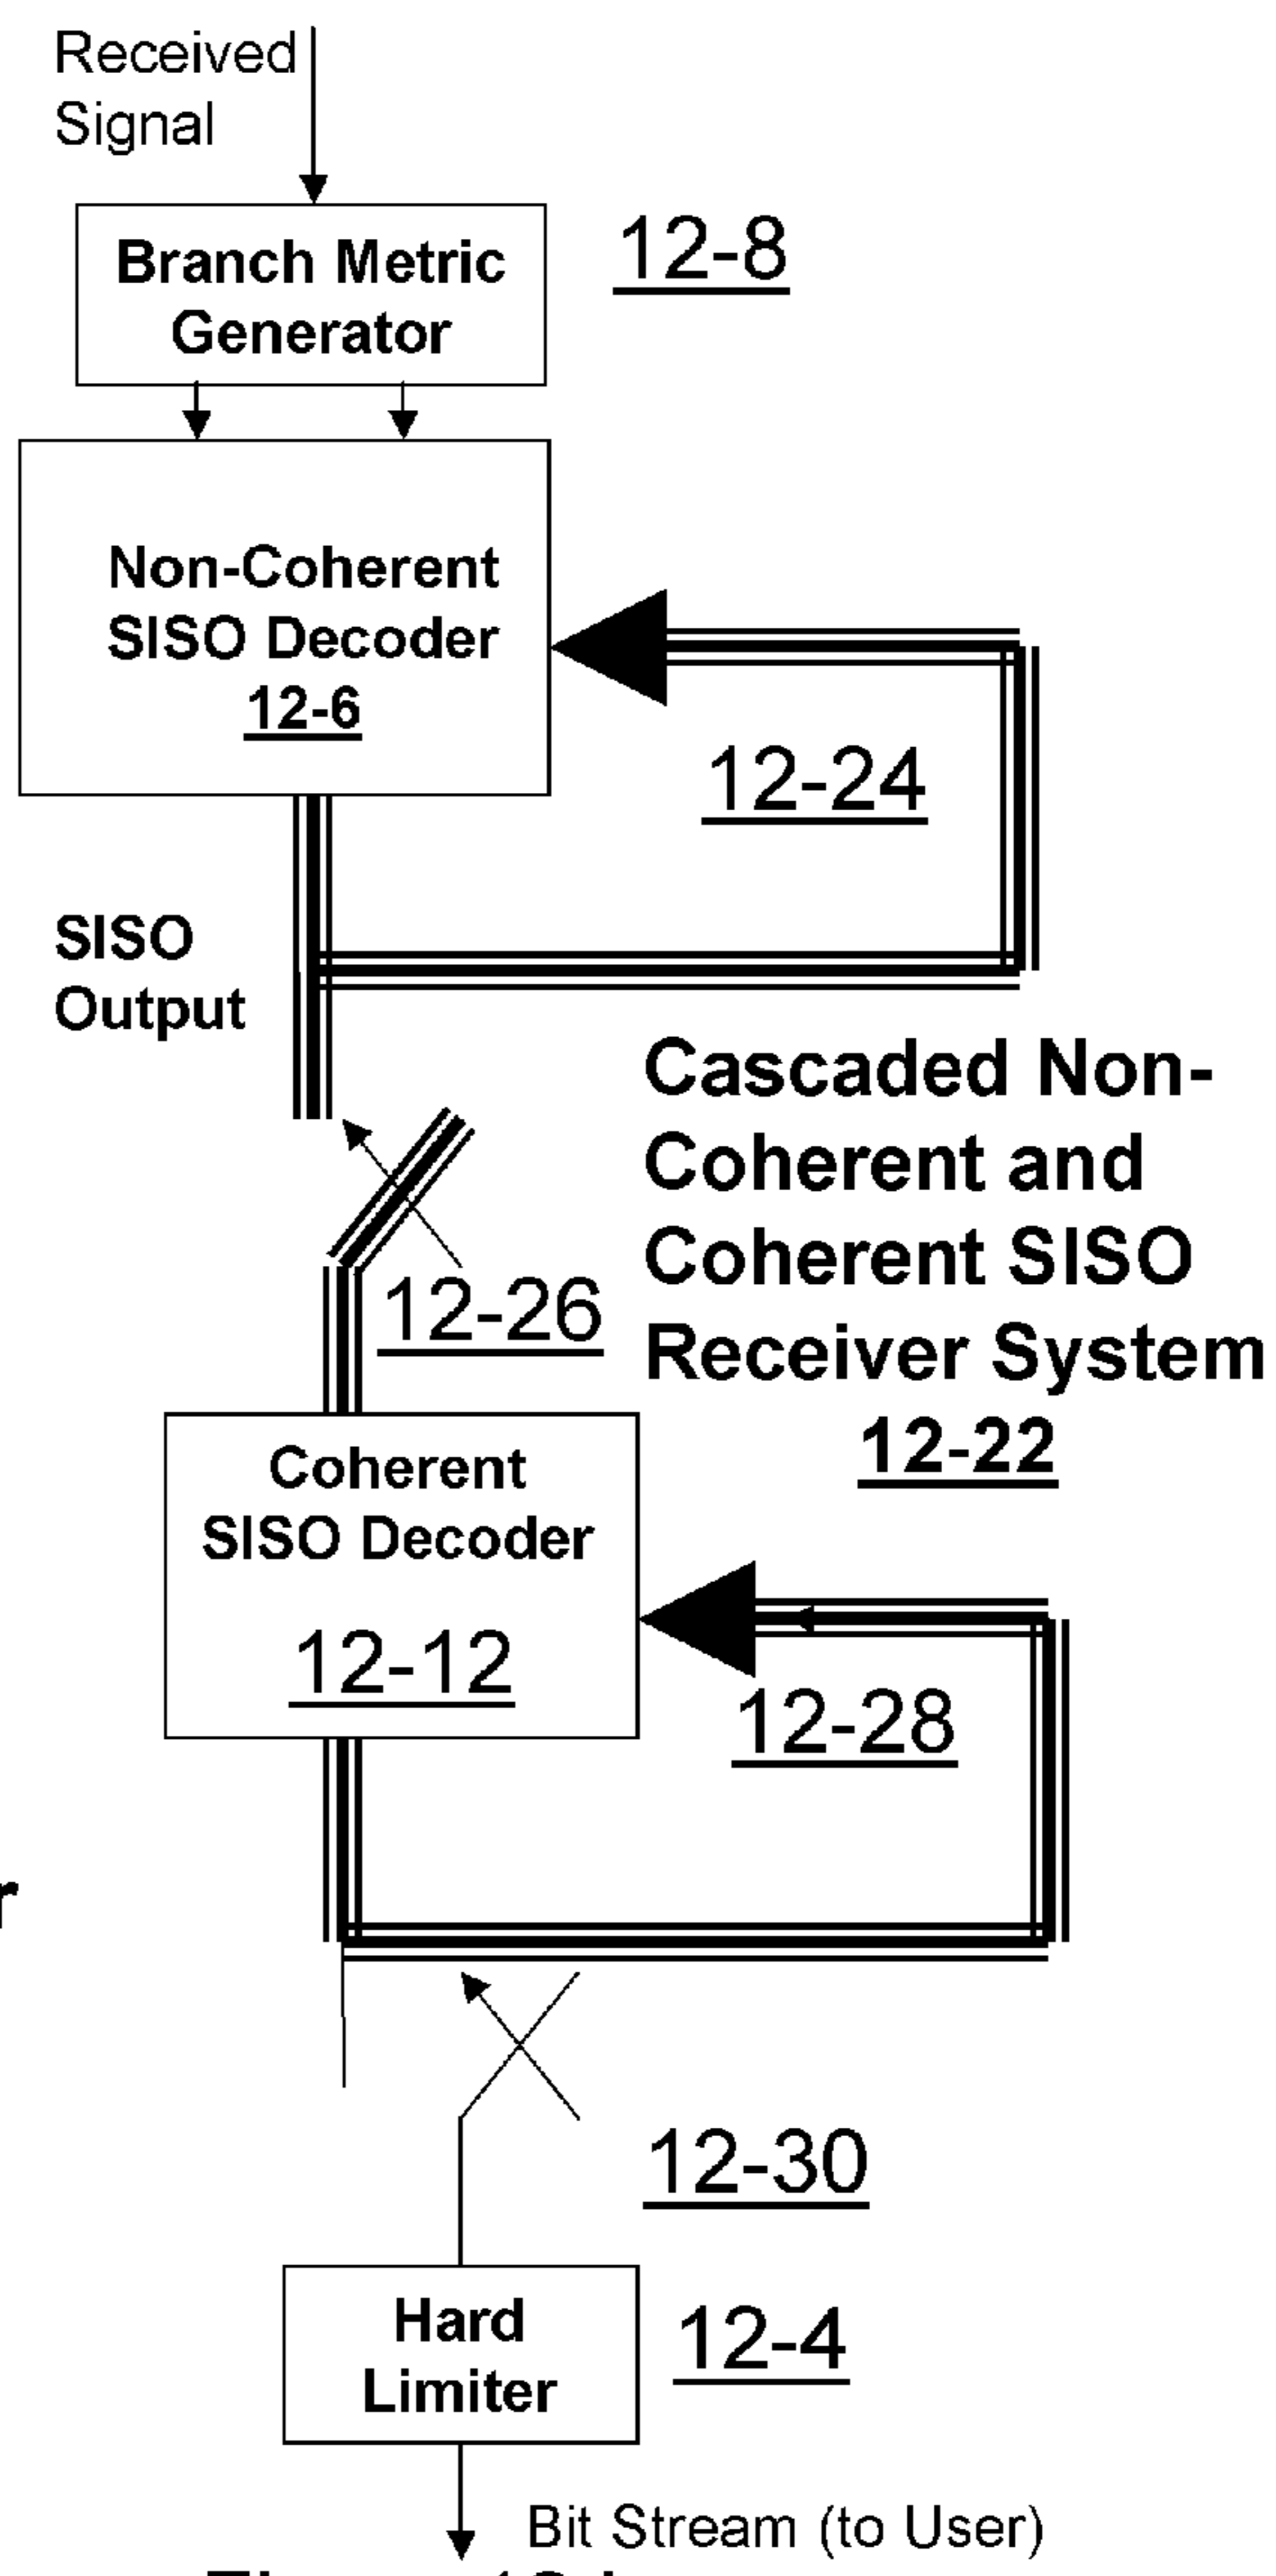 Received
Signal
Branch Metric
Generator
12-8
Non-Coherent
SISO Decoder
12-6
12-24
SISO
Output
Cascaded Non-
Coherent and
Coherent SISO
Receiver System
12-22
12-26
Coherent
SISO Decoder
12-12
12-28
r
12-30
Hard
Limiter
12-4
Bit Stream (to User)